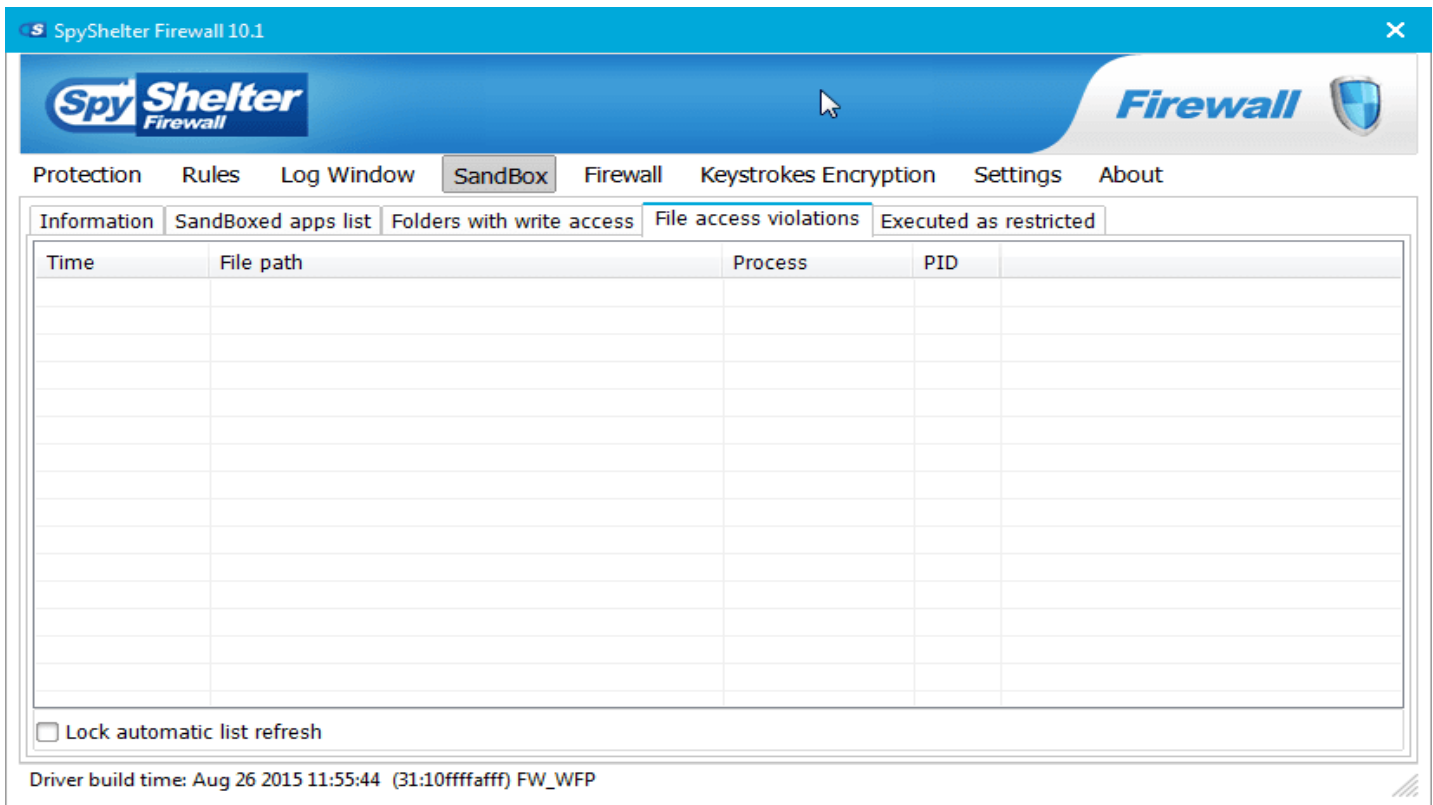 SpyShelter Firewall 10.1
Spy Shelter Firewall
Firewall
Protection Rules Log Window SandBox Firewall Keystrokes Encryption Settings About
Information SandBoxed apps list Folders with write access File access violations Executed as restricted
Time File path Process PID
Lock automatic list refresh
Driver build time: Aug 26 2015 11:55:44 (31:10ffffafff) FW_WFP